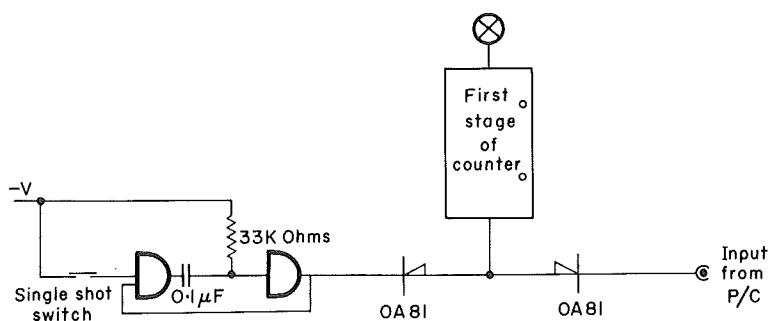 First
stage
of
counter
-V
33K Ohms
Single shot
switch
0·1μF
OA81
OA81
Input
from
P/C